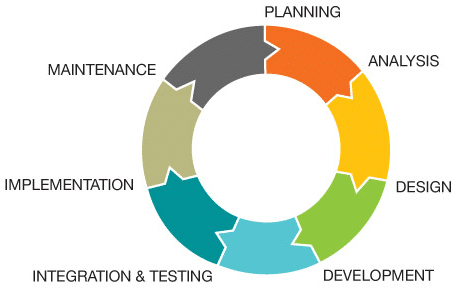 PLANNING
ANALYSIS
MAINTENANCE
DESIGN
IMPLEMENTATION
DEVELOPMENT
INTEGRATION & TESTING